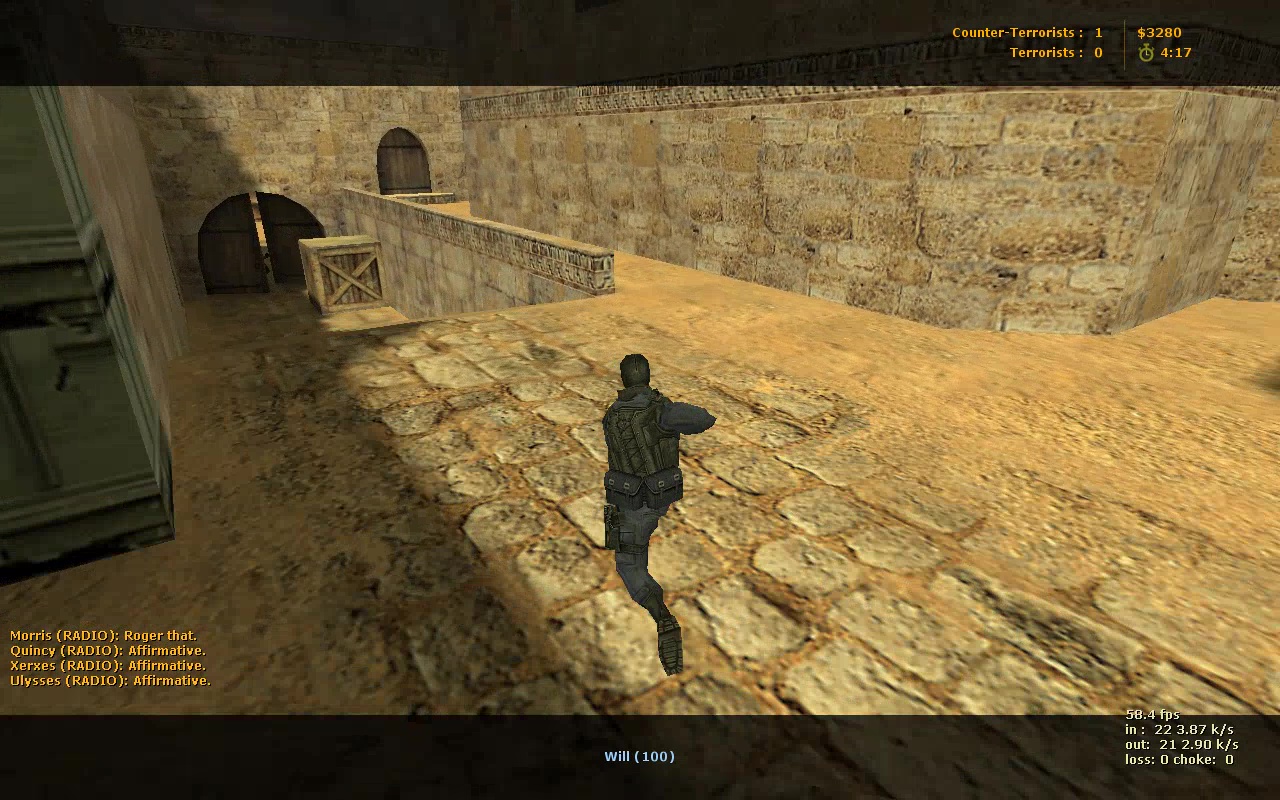 Counter-Terrorists : 1 $3280
Terrorists : 0 4:17
Morris (RADIO): Roger that.
Quincy (RADIO): Affirmative.
Xerxes (RADIO): Affirmative.
Ulysses (RADIO): Affirmative.
58.4 fps
in : 22 3.87 k/s
out: 21 2.90 k/s
loss: 0 choke: 0
Will (100)